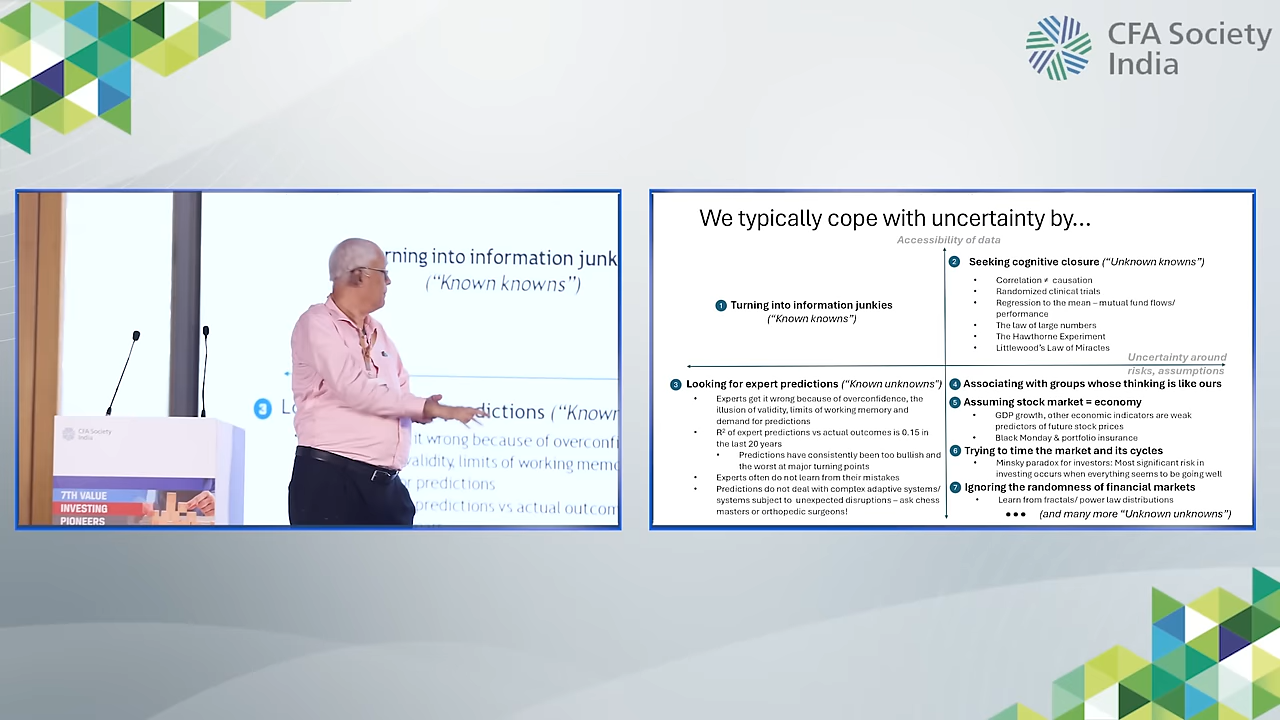 CFA Society
India
rning into information junk
(“Known knowns”)
3
dictions (“Known
it wrong because of overconfi
validity, limits of working memo
r predictions
predictions vs actual outcom
CFA Society
India
7TH VALUE
INVESTING
PIONEERS
We typically cope with uncertainty by...
Accessibility of data
1 Turning into information junkies
(“Known knowns”)
2 Seeking cognitive closure (“Unknown knowns”)
• Correlation ≠ causation
• Randomized clinical trials
• Regression to the mean – mutual fund flows/
performance
• The law of large numbers
• The Hawthorne Experiment
• Littlewood's Law of Miracles
Uncertainty around
risks, assumptions
3 Looking for expert predictions (“Known unknowns”)
• Experts get it wrong because of overconfidence, the
illusion of validity, limits of working memory and
demand for predictions
• R² of expert predictions vs actual outcomes is 0.15 in
the last 20 years
• Predictions have consistently been too bullish and
the worst at major turning points
• Experts often do not learn from their mistakes
• Predictions do not deal with complex adaptive systems/
systems subject to unexpected disruptions – ask chess
masters or orthopedic surgeons!
4 Associating with groups whose thinking is like ours
5 Assuming stock market = economy
• GDP growth, other economic indicators are weak
predictors of future stock prices
• Black Monday & portfolio insurance
6 Trying to time the market and its cycles
• Minsky paradox for investors: Most significant risk in
investing occurs when everything seems to be going well
7 Ignoring the randomness of financial markets
• Learn from fractals/ power law distributions
••• (and many more “Unknown unknowns”)